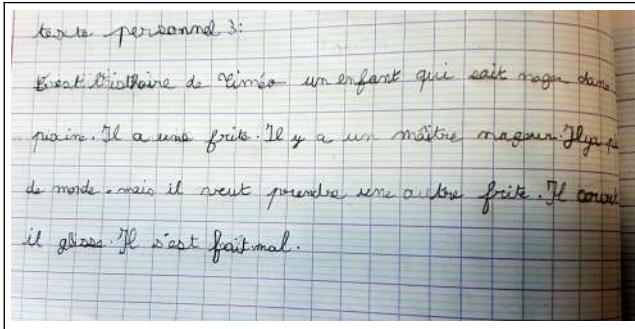 texte personnel 3:
C'est l'istoire de Timéo un enfant qui sait nager dans
piscine. Il a une frite. Il y a un maître nageur. Il y a
de monde. mais il veut prendre une autre frite. Il court
il glisse. Il s'est fait mal.